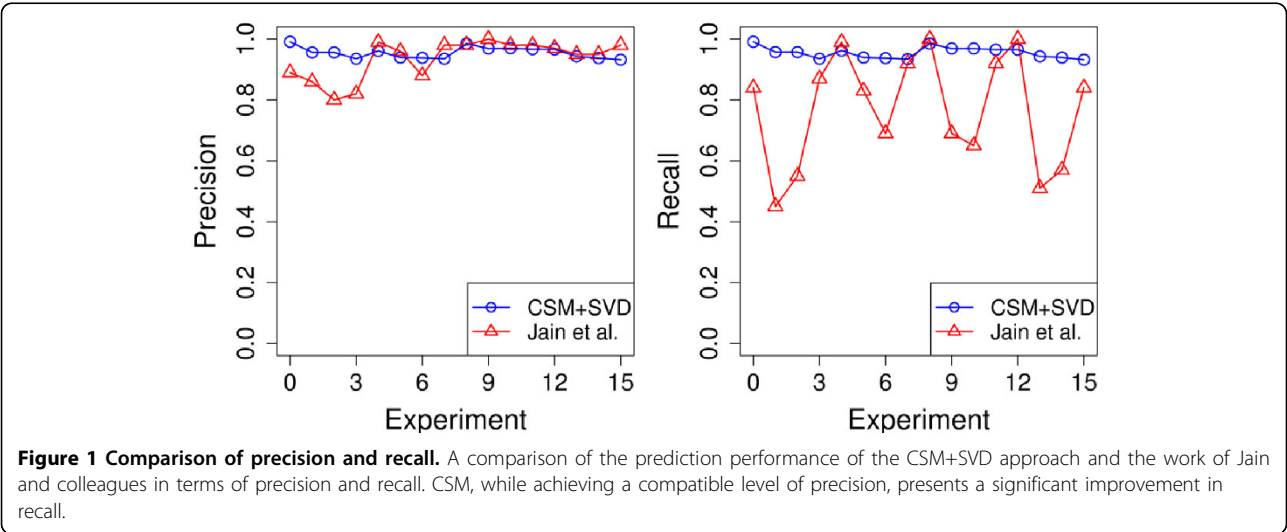 Precision
0.0 0.2 0.4 0.6 0.8 1.0
CSM+SVD
Jain et al.
0 3 6 9 12 15
Experiment
Recall
0.0 0.2 0.4 0.6 0.8 1.0
CSM+SVD
Jain et al.
0 3 6 9 12 15
Experiment
Figure 1 Comparison of precision and recall. A comparison of the prediction performance of the CSM+SVD approach and the work of Jain
and colleagues in terms of precision and recall. CSM, while achieving a compatible level of precision, presents a significant improvement in
recall.